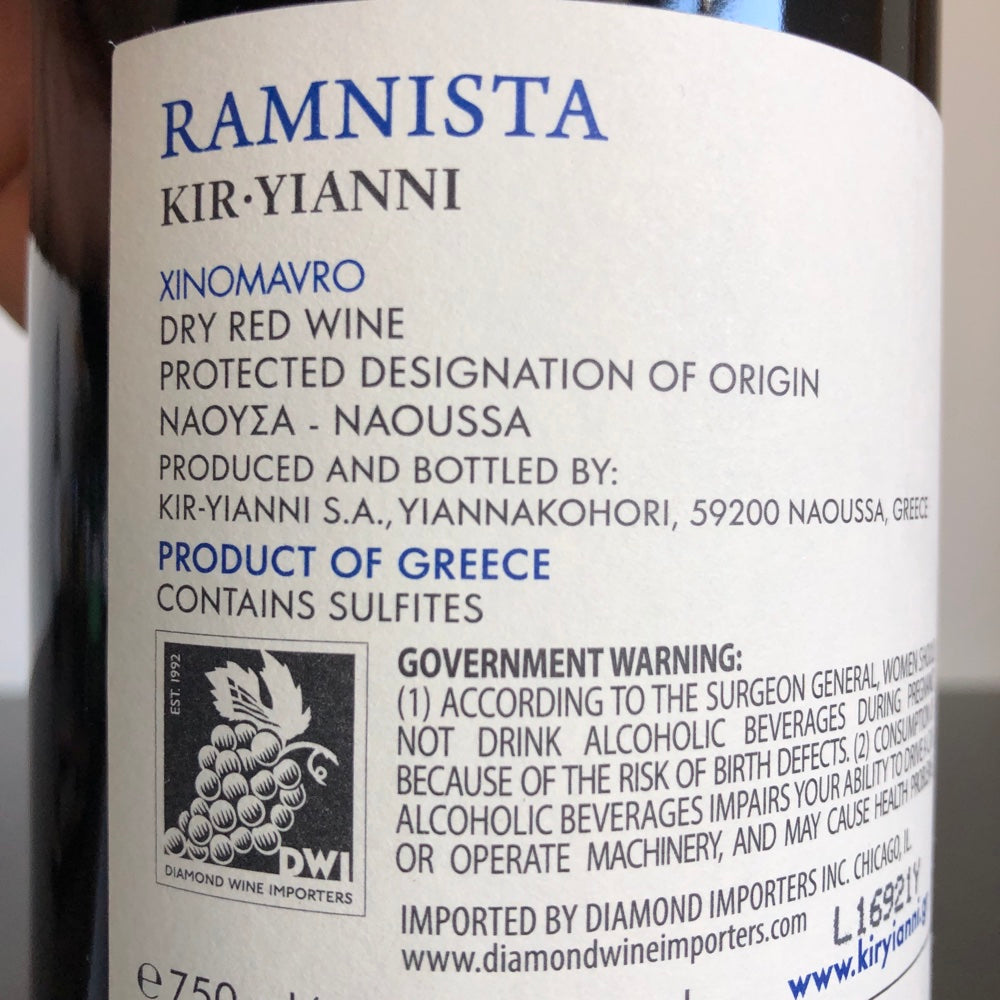 RAMNISTA
KIR·YIANNI
XINOMAVRO
DRY RED WINE
PROTECTED DESIGNATION OF ORIGIN
ΝΑΟΥΣΑ - NAOUSSA
PRODUCED AND BOTTLED BY:
KIR-YIANNI S.A., YIANNAKOHORI, 59200 NAOUSSA, GREECE
PRODUCT OF GREECE
CONTAINS SULFITES
EST. 1992
DWI
DIAMOND WINE IMPORTERS
GOVERNMENT WARNING:
(1) ACCORDING TO THE SURGEON GENERAL, WOMEN
NOT DRINK ALCOHOLIC BEVERAGES DURING
BECAUSE OF THE RISK OF BIRTH DEFECTS. (2)
ALCOHOLIC BEVERAGES IMPAIRS YOUR ABILITY TO DRIVE A
OR OPERATE MACHINERY, AND MAY CAUSE HEALTH
IMPORTED BY DIAMOND IMPORTERS INC. CHICAGO, IL.
www.diamondwineimporters.com
L16921Y
www.kiryianni.g
e 750